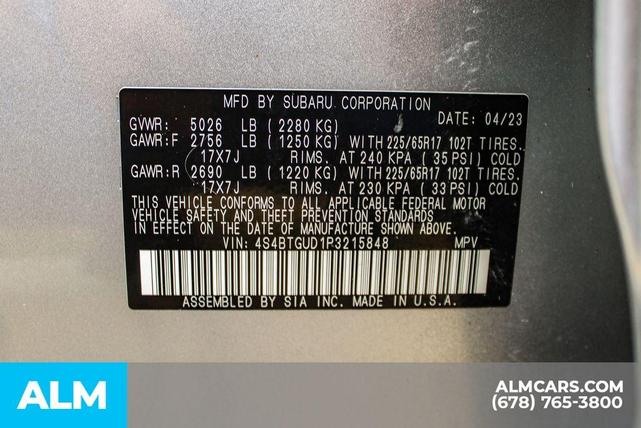 MFD BY SUBARU CORPORATION
DATE: 04/23
GVWR: 5026 LB ( 2280 KG)
GAWR:F 2756 LB ( 1250 KG) WITH 225/65R17 102T TIRES.
17X7J RIMS. AT 240 KPA ( 35 PSI) COLD
GAWR:R 2690 LB ( 1220 KG) WITH 225/65R17 102T TIRES.
17X7J RIMS. AT 230 KPA ( 33 PSI) COLD
THIS VEHICLE CONFORMS TO ALL APPLICABLE FEDERAL MOTOR
VEHICLE SAFETY AND THEFT PREVENTION STANDARDS
IN EFFECT ON THE DATE OF MANUFACTURE SHOWN ABOVE.
VIN: 4S4BTGUD1P3215848 MPV
ASSEMBLED BY SIA INC. MADE IN U.S.A.
ALM
ALMCARS.COM
(678) 765-3800